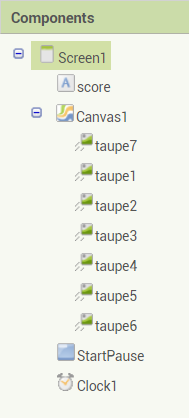 Components
Screen1
A score
Canvas1
taupe7
taupe1
taupe2
taupe3
taupe4
taupe5
taupe6
StartPause
Clock1